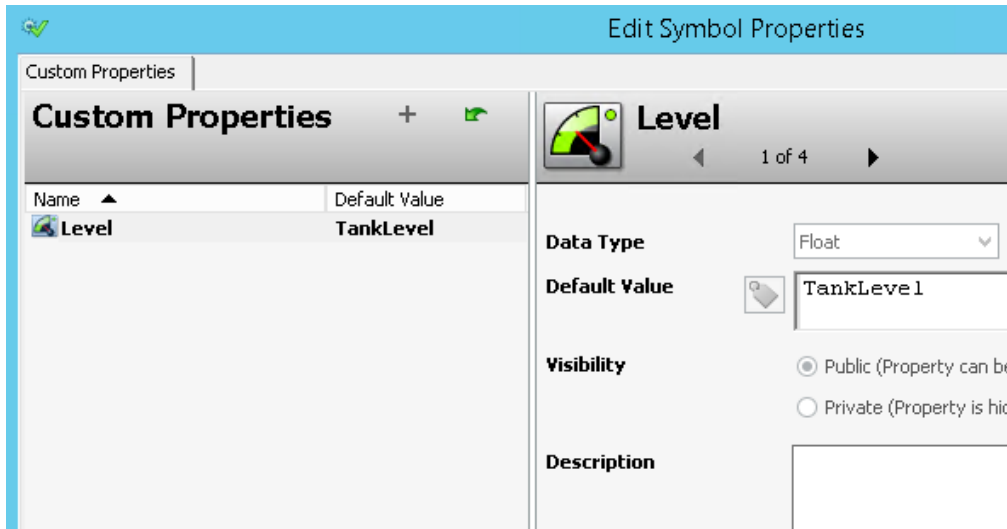 Edit Symbol Properties
Custom Properties
Custom Properties +
Level
1 of 4
Name Default Value
Level TankLevel
Data Type Float
Default Value TankLevel
Visibility Public (Property can be
Private (Property is hid
Description